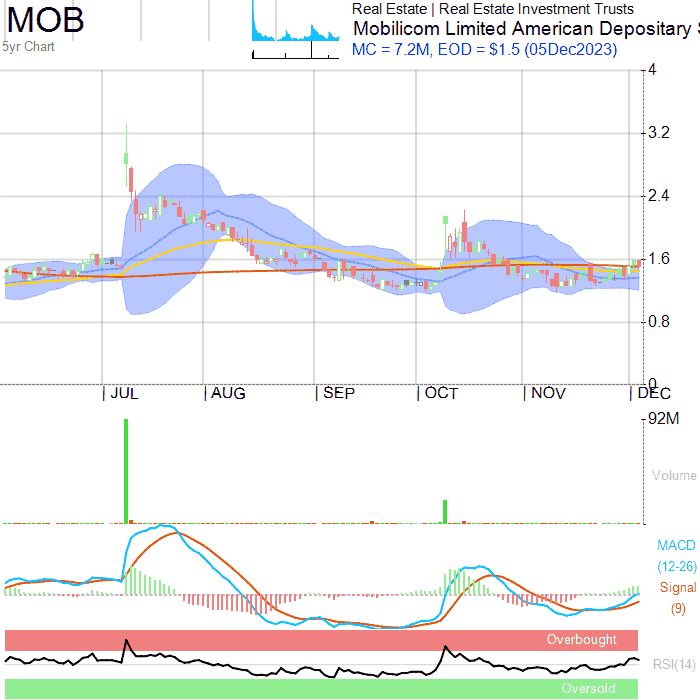 MOB
5yr Chart
Real Estate | Real Estate Investment Trusts
Mobilicom Limited American Depositary
MC = 7.2M, EOD = $1.5 (05Dec2023)
4
3.2
2.4
1.6
0.8
0
JUL AUG SEP OCT NOV DEC
92M
Volume
MACD
(12-26)
Signal
(9)
Overbought
RSI(14)
Oversold